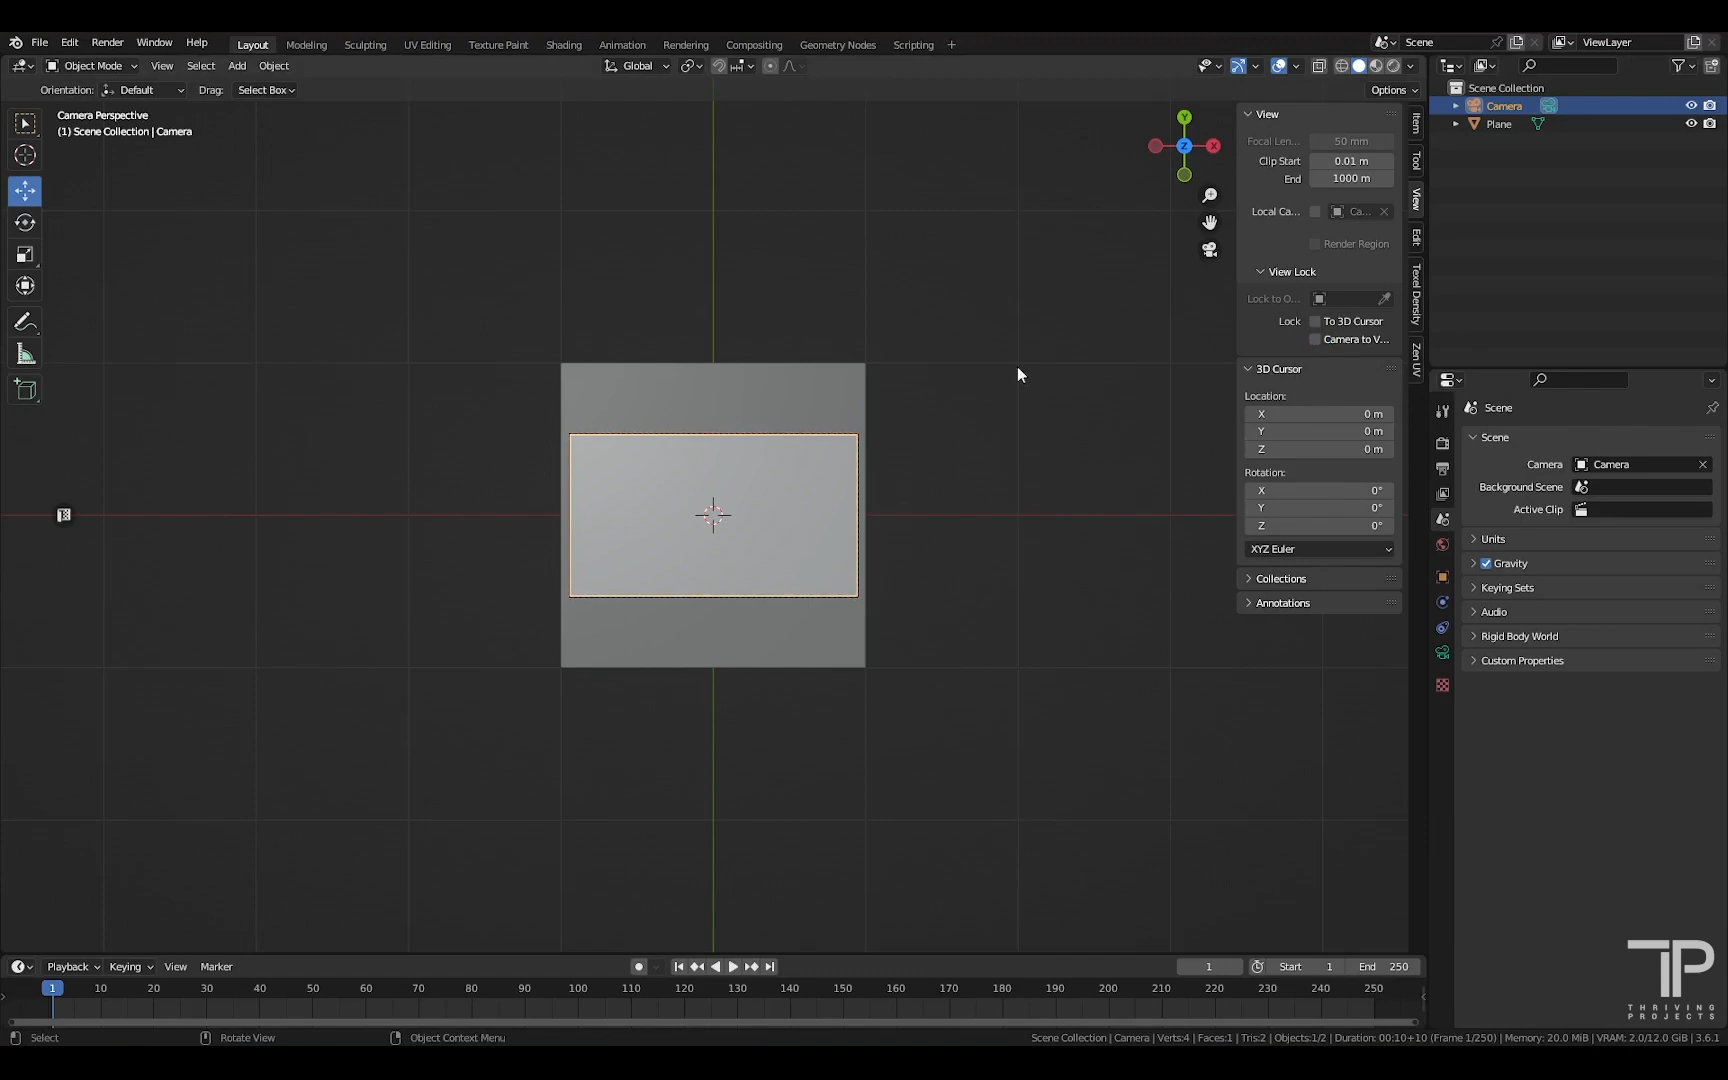 File Edit Render Window Help Layout Modeling Sculpting UV Editing Texture Paint Shading Animation Rendering Compositing Geometry Nodes Scripting + Scene ViewLayer
Object Mode View Select Add Object Global
Orientation: Default Drag: Select Box Options
Scene Collection
Camera
Plane
Camera Perspective
(1) Scene Collection | Camera
Y
Z
X
View
Focal Len... 50 mm
Clip Start 0.01 m
End 1000 m
Local Ca... Ca...
Render Region
View Lock
Lock to O...
Lock To 3D Cursor
Camera to V...
3D Cursor
Location:
X 0 m
Y 0 m
Z 0 m
Rotation:
X 0°
Y 0°
Z 0°
XYZ Euler
Collections
Annotations
Item
Tool
View
Edit
Texel Density
Zen UV
Scene
Scene
Camera Camera
Background Scene
Active Clip
Units
Gravity
Keying Sets
Audio
Rigid Body World
Custom Properties
Playback Keying View Marker 1 Start 1 End 250
1 10 20 30 40 50 60 70 80 90 100 110 120 130 140 150 160 170 180 190 200 210 220 230 240 250
TP
THRIVING
PROJECTS
Select Rotate View Object Context Menu Scene Collection | Camera | Verts:4 | Faces:1 | Tris:2 | Objects:1/2 | Duration: 00:10+10 (Frame 1/250) | Memory: 20.0 MiB | VRAM: 2.0/12.0 GiB | 3.6.1